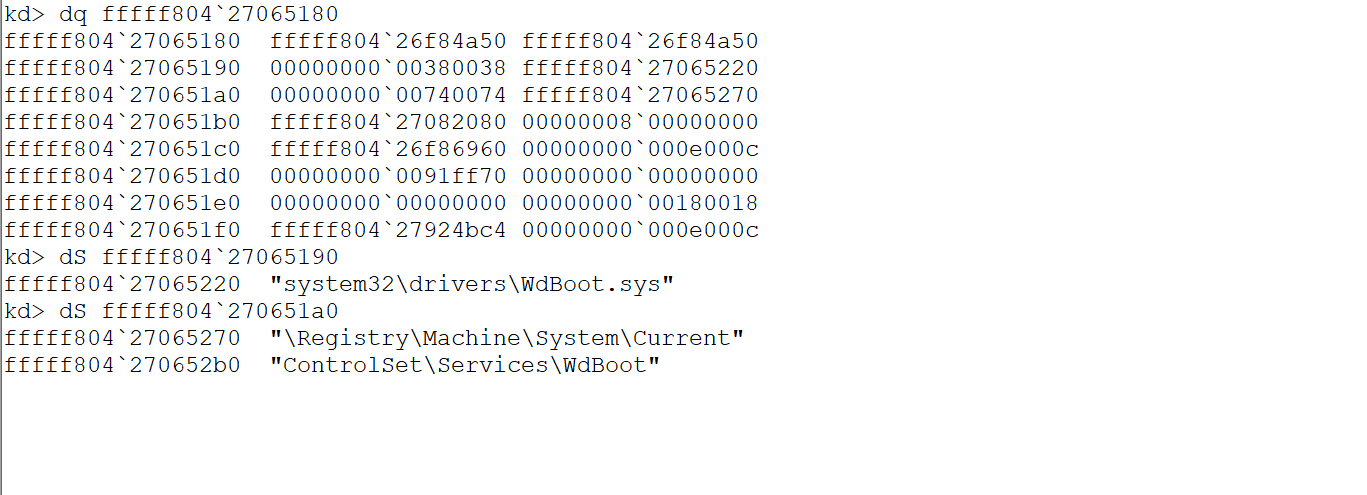 kd> dq fffff804`27065180
fffff804`27065180  fffff804`26f84a50 fffff804`26f84a50
fffff804`27065190  00000000`00380038 fffff804`27065220
fffff804`270651a0  00000000`00740074 fffff804`27065270
fffff804`270651b0  fffff804`27082080 00000008`00000000
fffff804`270651c0  fffff804`26f86960 00000000`000e000c
fffff804`270651d0  00000000`0091ff70 00000000`00000000
fffff804`270651e0  00000000`00000000 00000000`00180018
fffff804`270651f0  fffff804`27924bc4 00000000`000e000c
kd> dS fffff804`27065190
fffff804`27065220  "system32\drivers\WdBoot.sys"
kd> dS fffff804`270651a0
fffff804`27065270  "\Registry\Machine\System\Current"
fffff804`270652b0  "ControlSet\Services\WdBoot"